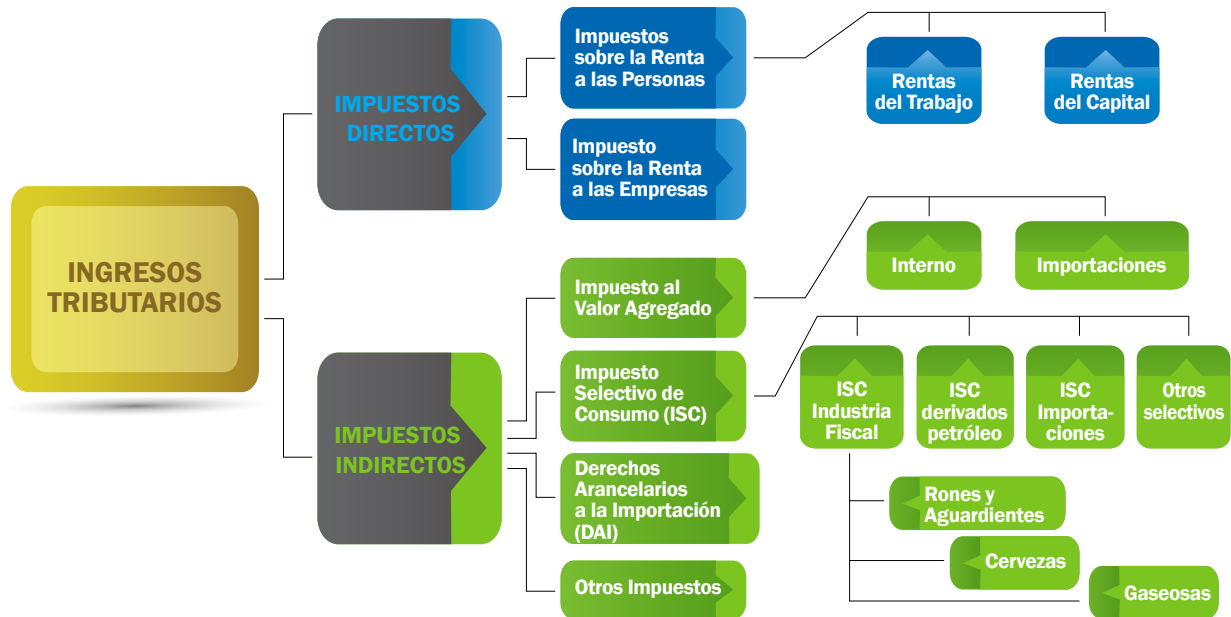 INGRESOS
TRIBUTARIOS
IMPUESTOS
DIRECTOS
Impuestos
sobre la Renta
a las Personas
Rentas
del Trabajo
Rentas
del Capital
Impuesto
sobre la Renta
a las Empresas
IMPUESTOS
INDIRECTOS
Impuesto al
Valor Agregado
Interno
Importaciones
Impuesto
Selectivo de
Consumo (ISC)
ISC
Industria
Fiscal
ISC
derivados
petróleo
ISC
Importa-
ciones
Otros
selectivos
Rones y
Aguardientes
Cervezas
Gaseosas
Derechos
Arancelarios
a la Importación
(DAI)
Otros Impuestos